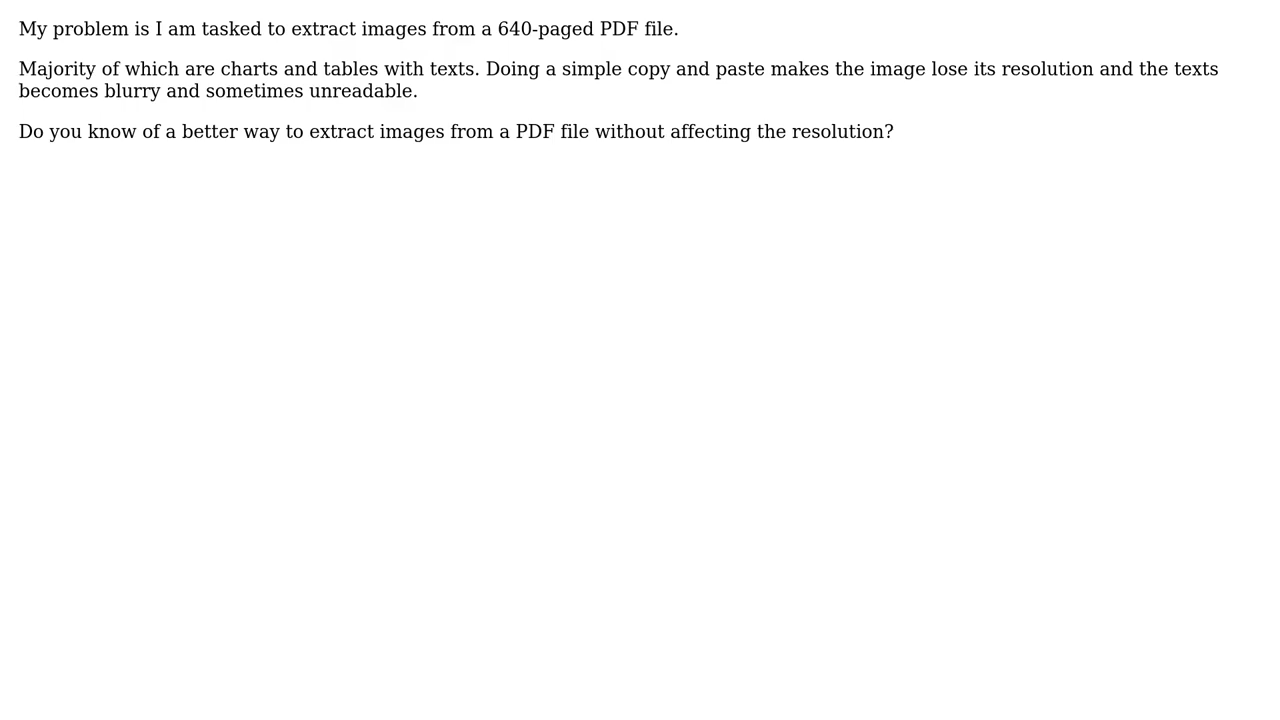 My problem is I am tasked to extract images from a 640-paged PDF file.
Majority of which are charts and tables with texts. Doing a simple copy and paste makes the image lose its resolution and the texts
becomes blurry and sometimes unreadable.
Do you know of a better way to extract images from a PDF file without affecting the resolution?